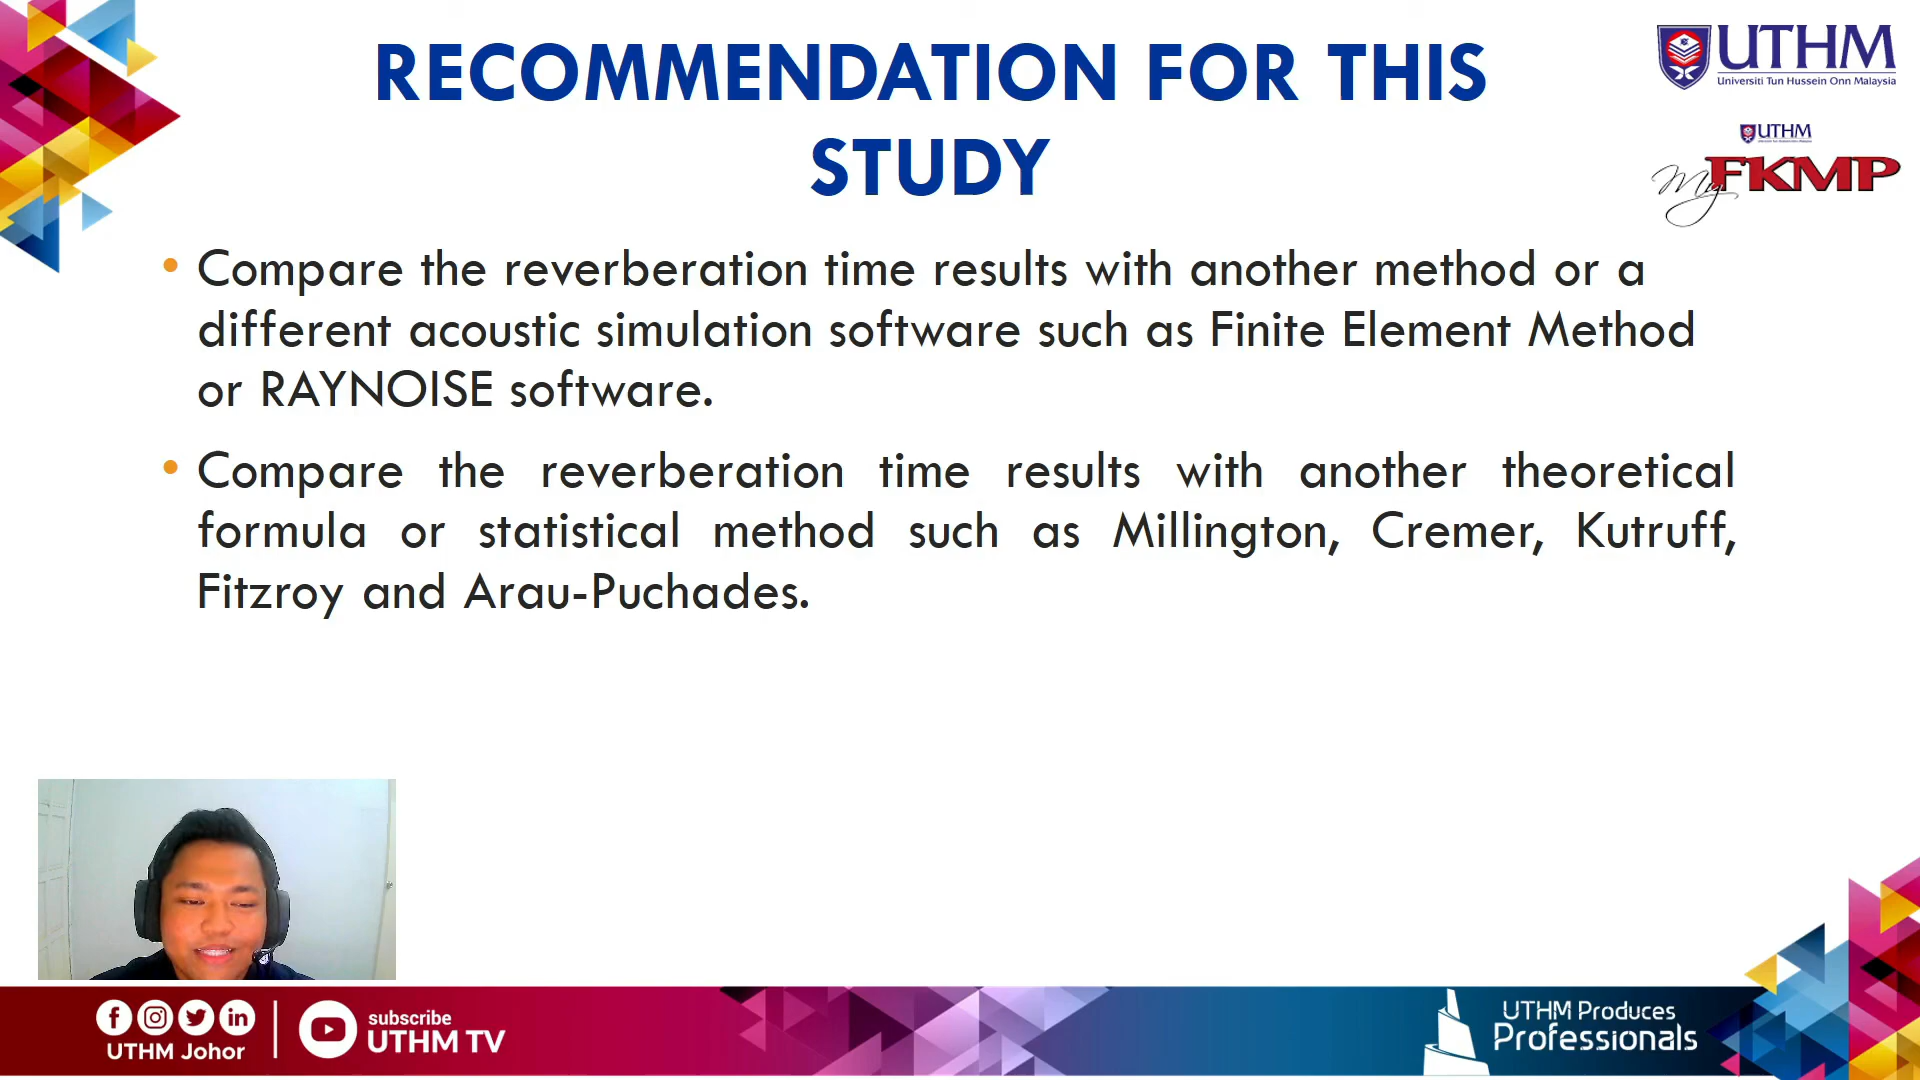 RECOMMENDATION FOR THIS
STUDY
UTHM
Universiti Tun Hussein Onn Malaysia
UTHM
My FKMP
• Compare the reverberation time results with another method or a
different acoustic simulation software such as Finite Element Method
or RAYNOISE software.
• Compare the reverberation time results with another theoretical
formula or statistical method such as Millington, Cremer, Kutruff,
Fitzroy and Arau-Puchades.
UTHM Johor
subscribe
UTHM TV
UTHM Produces
Professionals